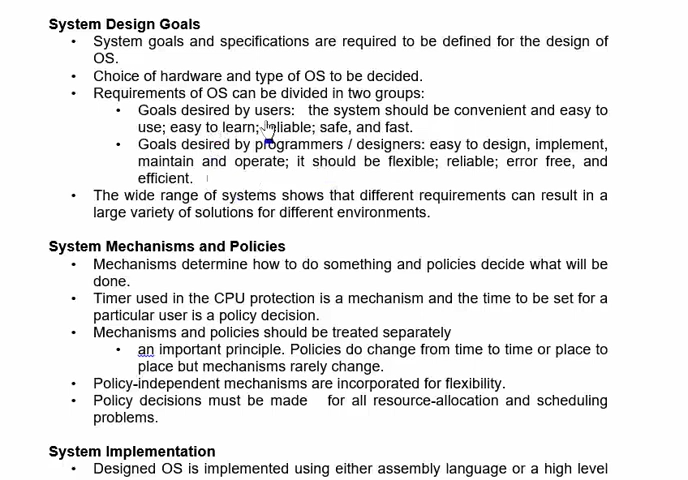 System Design Goals
• System goals and specifications are required to be defined for the design of
OS.
• Choice of hardware and type of OS to be decided.
• Requirements of OS can be divided in two groups:
• Goals desired by users: the system should be convenient and easy to
use; easy to learn; reliable; safe, and fast.
• Goals desired by programmers / designers: easy to design, implement,
maintain and operate; it should be flexible; reliable; error free, and
efficient.
• The wide range of systems shows that different requirements can result in a
large variety of solutions for different environments.
System Mechanisms and Policies
• Mechanisms determine how to do something and policies decide what will be
done.
• Timer used in the CPU protection is a mechanism and the time to be set for a
particular user is a policy decision.
• Mechanisms and policies should be treated separately
• an important principle. Policies do change from time to time or place to
place but mechanisms rarely change.
• Policy-independent mechanisms are incorporated for flexibility.
• Policy decisions must be made for all resource-allocation and scheduling
problems.
System Implementation
• Designed OS is implemented using either assembly language or a high level